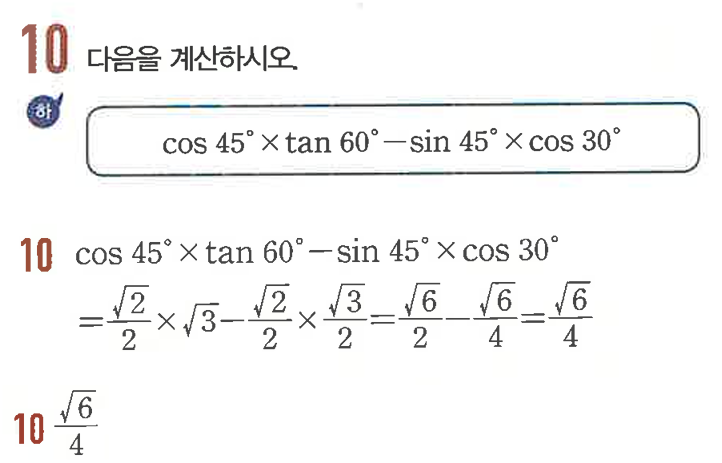 10 다음을 계산하시오.
하
cos 45°×tan 60°−sin 45°×cos 30°
10 cos 45°×tan 60°−sin 45°×cos 30°
=√2/2×√3−√2/2×√3/2=√6/2−√6/4=√6/4
10 √6/4